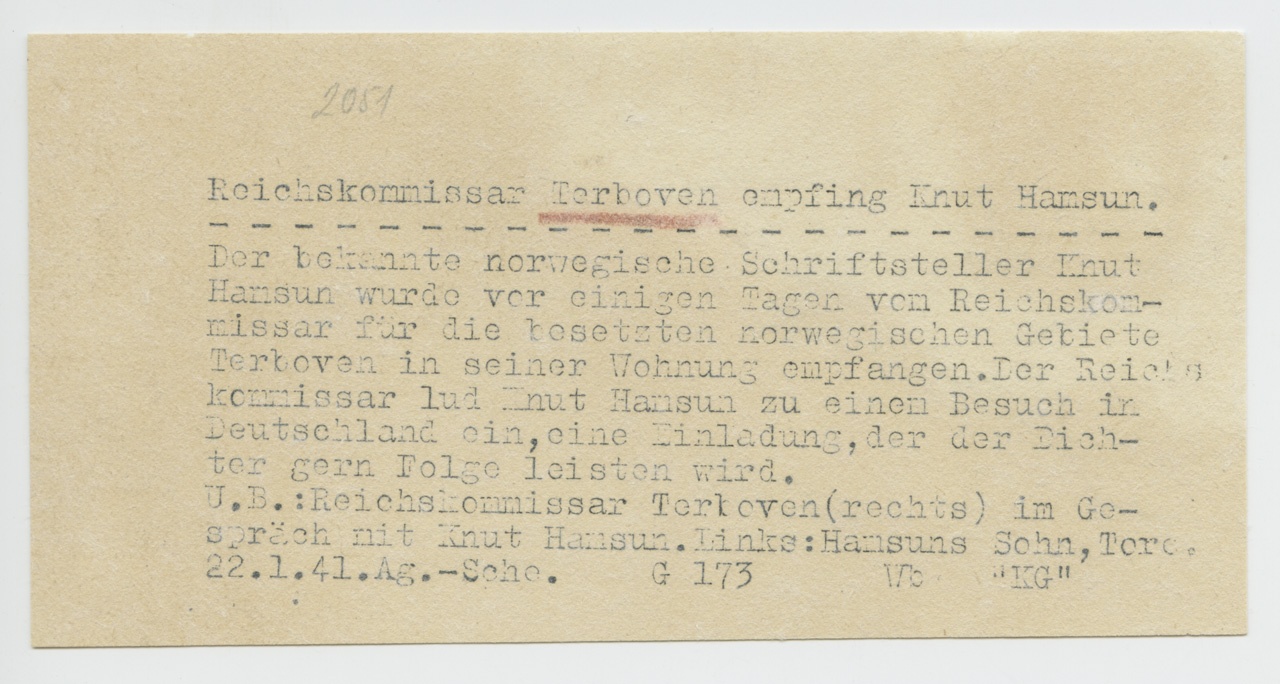 2051
Reichskommissar Terboven empfing Knut Hamsun.
Der bekannte norwegische Schriftsteller Knut
Hamsun wurde vor einigen Tagen vom Reichskom-
missar für die besetzten norwegischen Gebiete
Terboven in seiner Wohnung empfangen.Der Reichs
kommissar lud Knut Hamsun zu einem Besuch in
Deutschland ein,eine Einladung,der der Dich-
ter gern Folge leisten wird.
U.B.:Reichskommissar Terboven(rechts) im Ge-
spräch mit Knut Hamsun.Links:Hamsuns Sohn,Tore.
22.1.41.Ag.-Sche. G 173 Wb "KG"